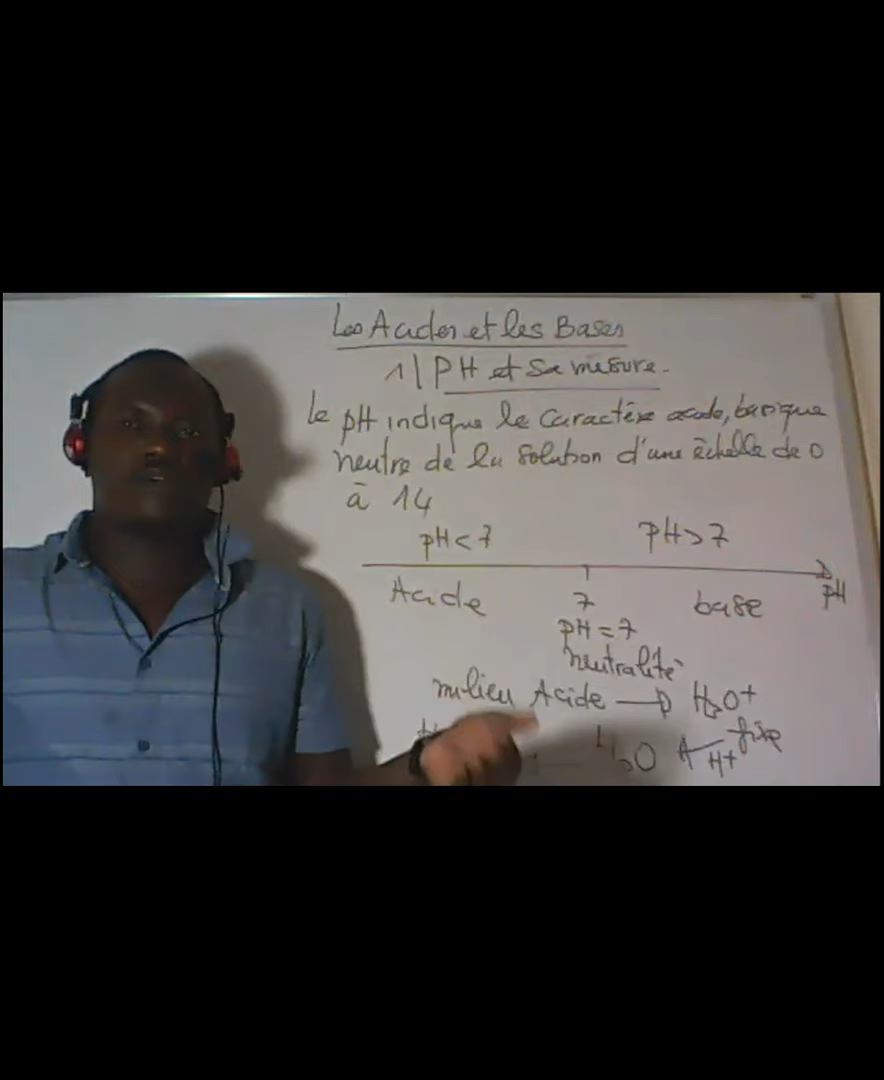 Les Acides et les Bases
1/ PH et Sa mesure.
Le pH indique le caractère acide, basique
neutre de la solution d'une échelle de 0
à 14
pH<7 pH>7
pH
Acide 7 base
pH=7
neutralité
milieu Acide → H3O+
fixe
H+